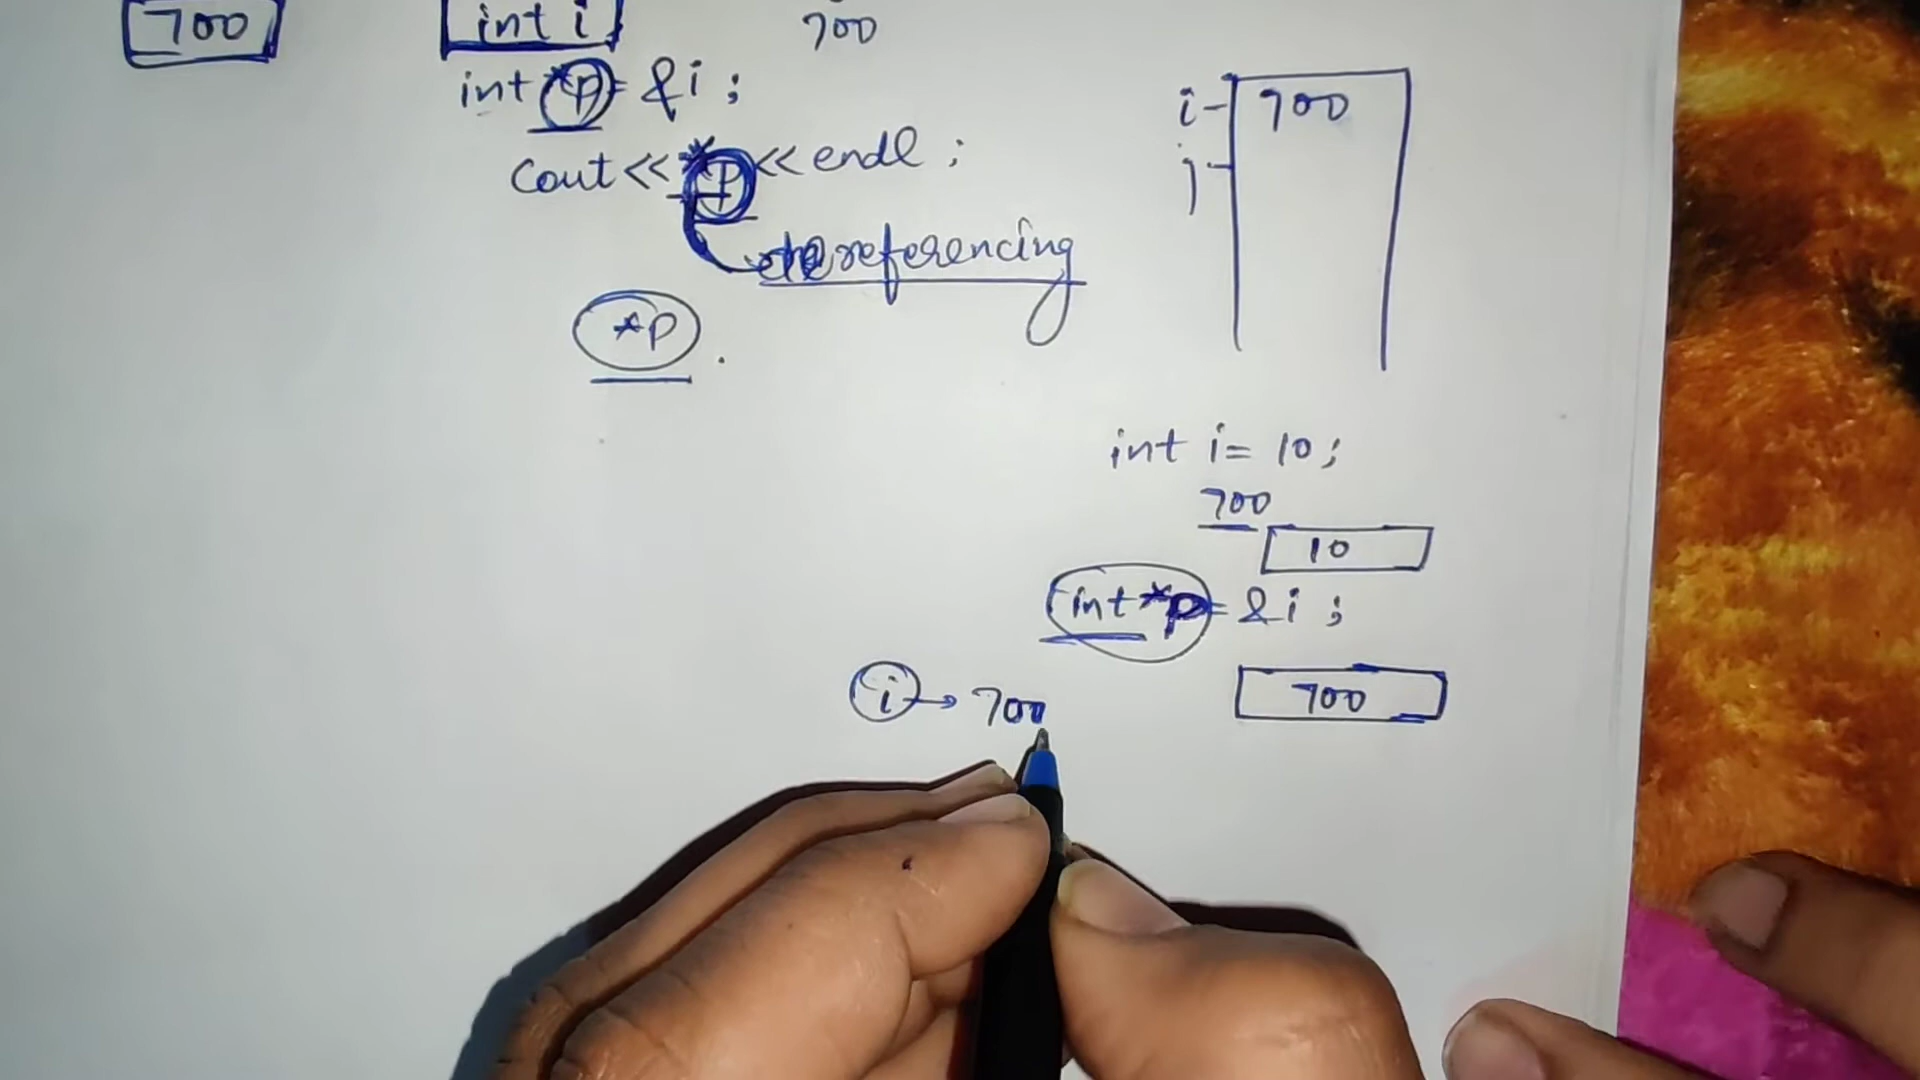 700 int i 700
int *p = &i ;
cout << *p << endl ;
dereferencing
*p .
i - 700
j -
int i = 10 ;
700
10
int *p = &i ;
i → 700
700